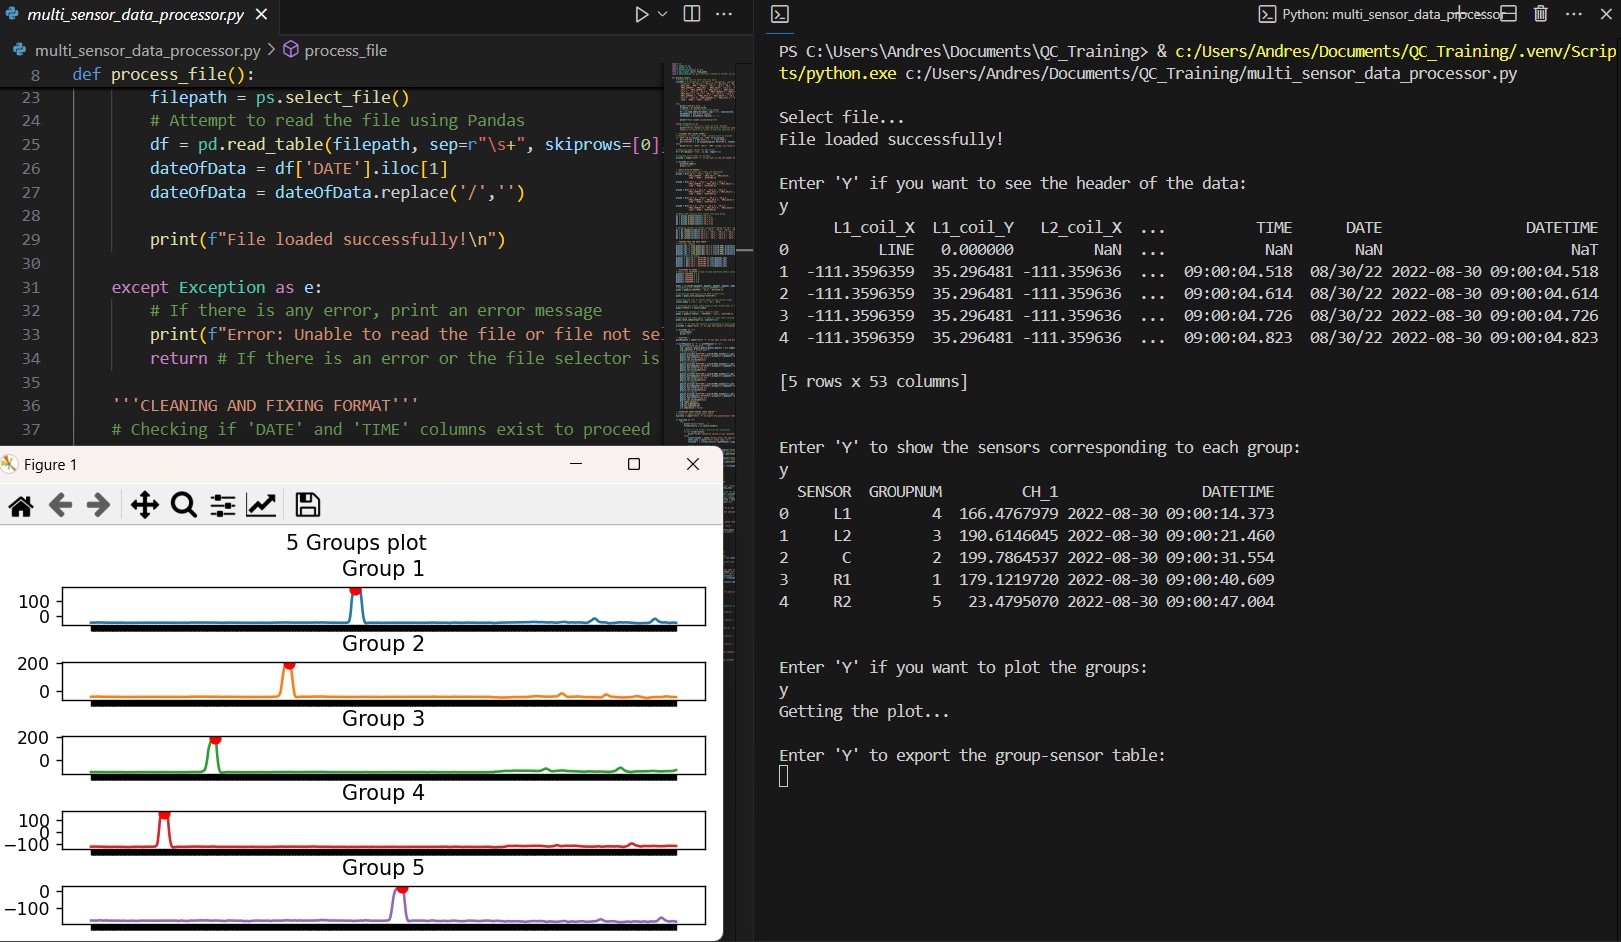 multi_sensor_data_processor.py
multi_sensor_data_processor.py > process_file
8 def process_file():
23 filepath = ps.select_file()
24 # Attempt to read the file using Pandas
25 df = pd.read_table(filepath, sep=r"\s+", skiprows=[0]
26 dateOfData = df['DATE'].iloc[1]
27 dateOfData = dateOfData.replace('/','')
28
29 print(f"File loaded successfully!\n")
30
31 except Exception as e:
32 # If there is any error, print an error message
33 print(f"Error: Unable to read the file or file not sel
34 return # If there is an error or the file selector is
35
36 '''CLEANING AND FIXING FORMAT'''
37 # Checking if 'DATE' and 'TIME' columns exist to proceed
Figure 1
5 Groups plot
Group 1
100
0
Group 2
200
0
Group 3
200
0
Group 4
100
0
−100
Group 5
0
−100
Python: multi_sensor_data_processor
PS C:\Users\Andres\Documents\QC_Training> & c:/Users/Andres/Documents/QC_Training/.venv/Scrip
ts/python.exe c:/Users/Andres/Documents/QC_Training/multi_sensor_data_processor.py
Select file...
File loaded successfully!
Enter 'Y' if you want to see the header of the data:
y
L1_coil_X L1_coil_Y L2_coil_X ... TIME DATE DATETIME
0 LINE 0.000000 NaN ... NaN NaN NaT
1 -111.3596359 35.296481 -111.359636 ... 09:00:04.518 08/30/22 2022-08-30 09:00:04.518
2 -111.3596359 35.296481 -111.359636 ... 09:00:04.614 08/30/22 2022-08-30 09:00:04.614
3 -111.3596359 35.296481 -111.359636 ... 09:00:04.726 08/30/22 2022-08-30 09:00:04.726
4 -111.3596359 35.296481 -111.359636 ... 09:00:04.823 08/30/22 2022-08-30 09:00:04.823
[5 rows x 53 columns]
Enter 'Y' to show the sensors corresponding to each group:
y
SENSOR GROUPNUM CH_1 DATETIME
0 L1 4 166.4767979 2022-08-30 09:00:14.373
1 L2 3 190.6146045 2022-08-30 09:00:21.460
2 C 2 199.7864537 2022-08-30 09:00:31.554
3 R1 1 179.1219720 2022-08-30 09:00:40.609
4 R2 5 23.4795070 2022-08-30 09:00:47.004
Enter 'Y' if you want to plot the groups:
y
Getting the plot...
Enter 'Y' to export the group-sensor table: